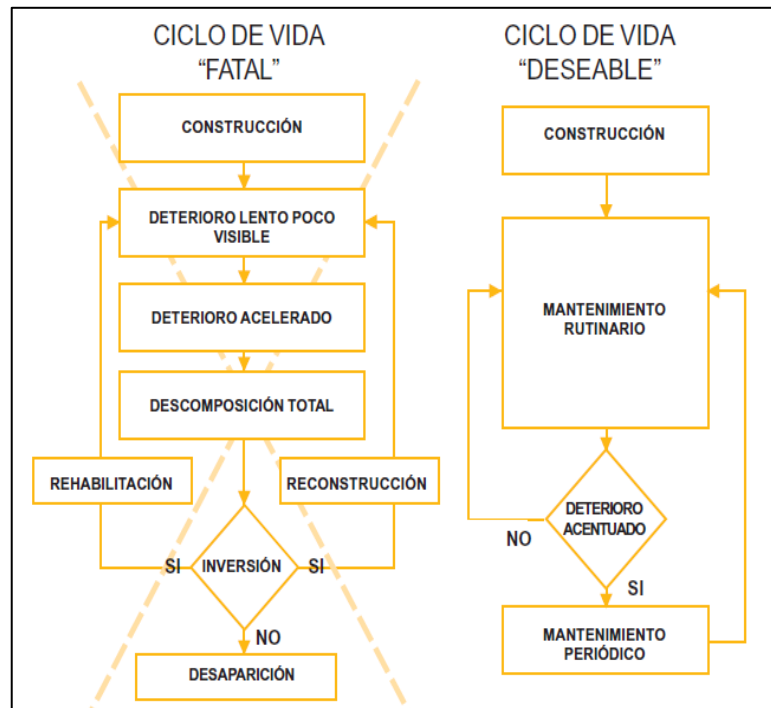 CICLO DE VIDA
“FATAL”
CONSTRUCCIÓN
DETERIORO LENTO POCO
VISIBLE
DETERIORO ACELERADO
DESCOMPOSICIÓN TOTAL
REHABILITACIÓN
RECONSTRUCCIÓN
SI
INVERSIÓN
SI
NO
DESAPARICIÓN
CICLO DE VIDA
“DESEABLE”
CONSTRUCCIÓN
MANTENIMIENTO
RUTINARIO
DETERIORO
ACENTUADO
NO
SI
MANTENIMIENTO
PERIÓDICO